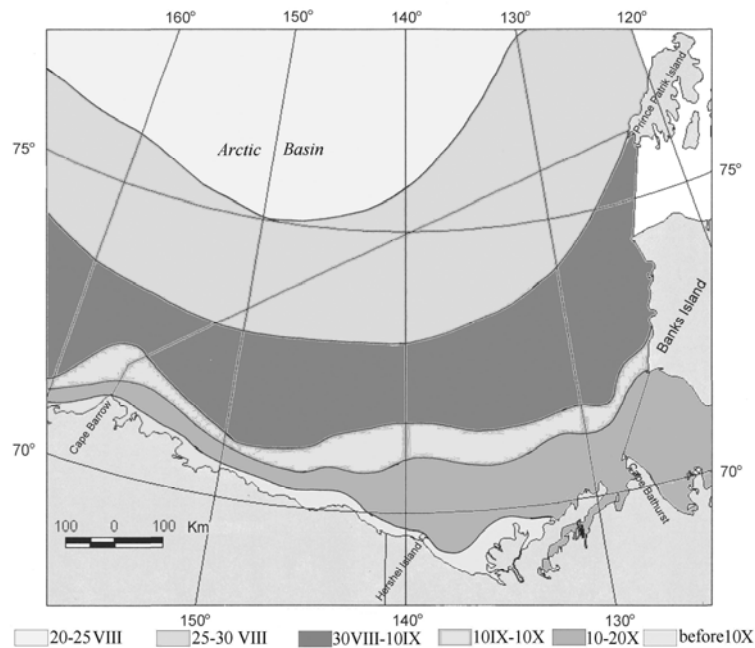 160° 150° 140° 130° 120°
Prince Patrik Island
Arctic Basin
75° 75°
Banks Island
Cape Barrow
70° 70°
Cape Bathurst
100 0 100
Km
Hershel Island
150° 140° 130°
20-25 VIII 25-30 VIII 30VIII-10IX 10IX-10X 10-20X before10X